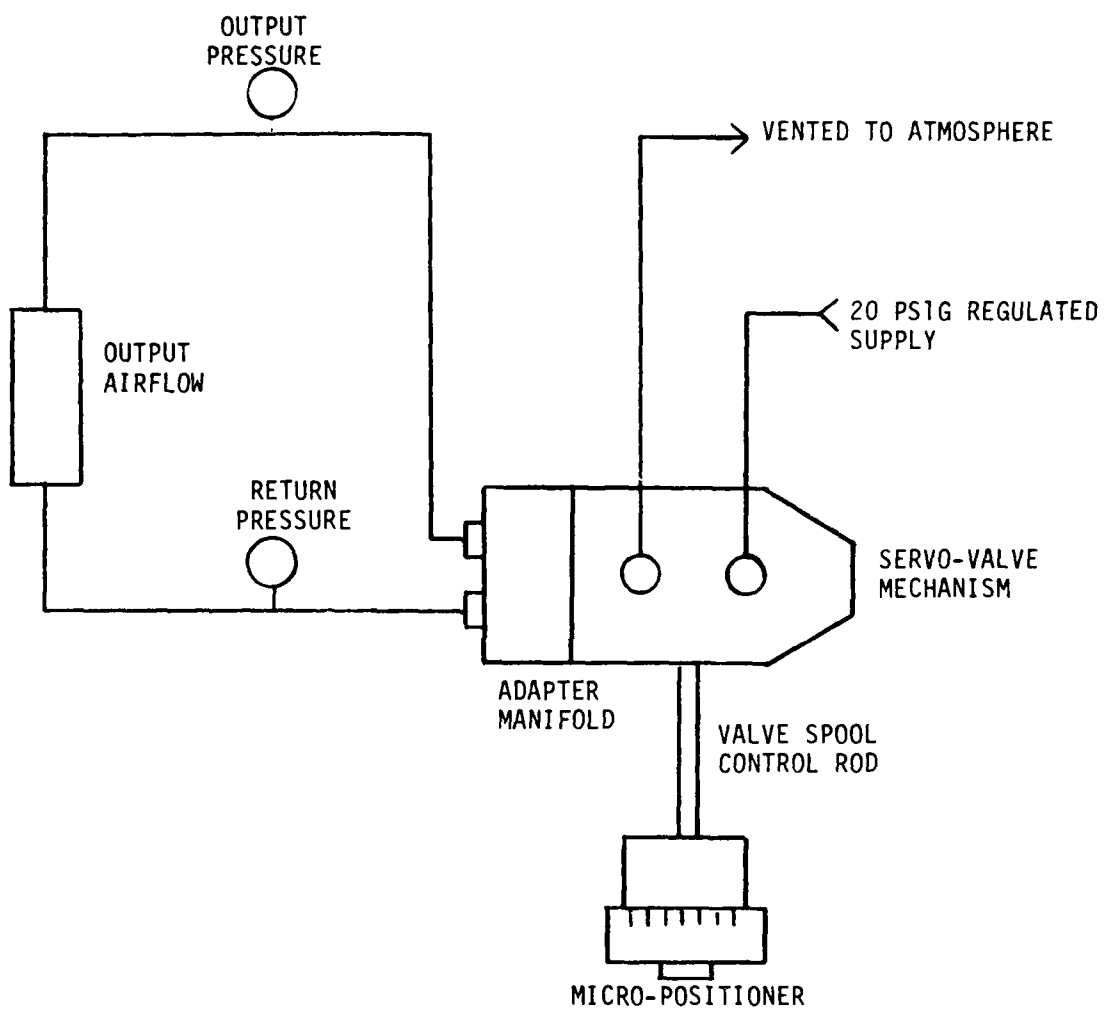 OUTPUT
PRESSURE
VENTED TO ATMOSPHERE
20 PSIG REGULATED
SUPPLY
OUTPUT
AIRFLOW
RETURN
PRESSURE
SERVO-VALVE
MECHANISM
ADAPTER
MANIFOLD
VALVE SPOOL
CONTROL ROD
MICRO-POSITIONER